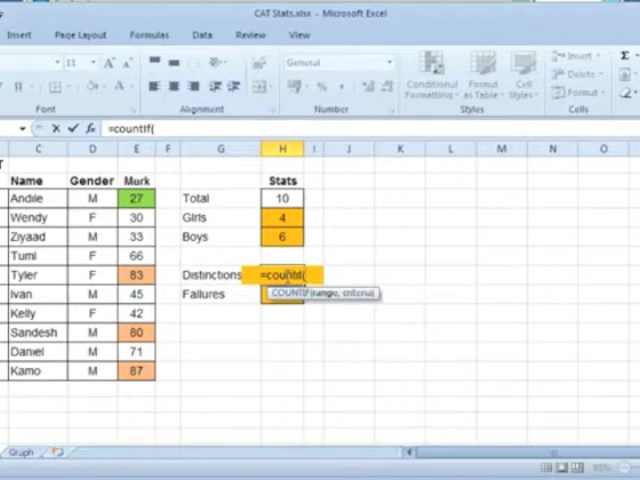 CAT Stats.xlsx – Microsoft Excel
Insert Page Layout Formulas Data Review View
11 A A General Conditional Formatting as Table Cell Styles Insert Σ
Delete
Format
Font Alignment Number Styles Cells
=countIf(
C D E F G H I J K L M N O
Name Gender Mark Stats
Andile M 27 Total 10
Wendy F 30 Girls 4
Ziyaad M 33 Boys 6
Tumi F 66
Tyler F 83 Distinctions =countif(
Ivan M 45 Failures COUNTIF(range, criteria)
Kelly F 42
Sandesh M 80
Daniel M 71
Kamo M 87
Graph
95%